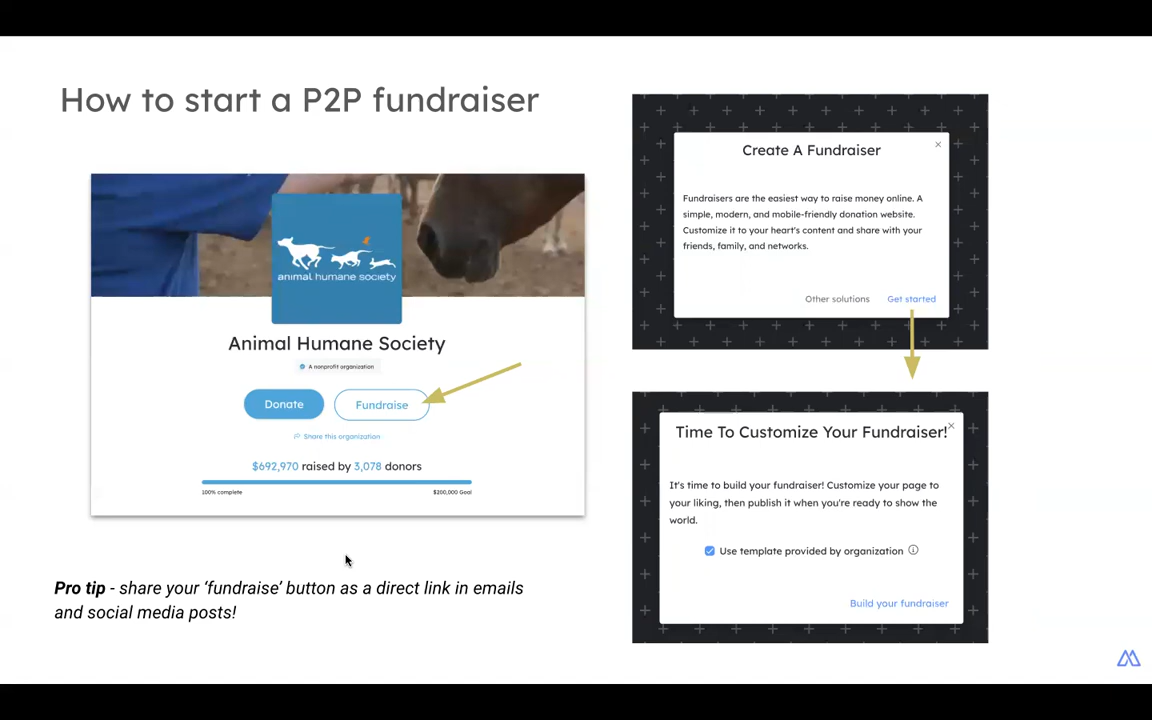 How to start a P2P fundraiser
animal humane society
Animal Humane Society
A nonprofit organization
Donate
Fundraise
Share this organization
$692,970 raised by 3,078 donors
100% complete
$200,000 Goal
Pro tip - share your ‘fundraise’ button as a direct link in emails
and social media posts!
Create A Fundraiser
Fundraisers are the easiest way to raise money online. A
simple, modern, and mobile-friendly donation website.
Customize it to your heart's content and share with your
friends, family, and networks.
Other solutions
Get started
Time To Customize Your Fundraiser!
It's time to build your fundraiser! Customize your page to
your liking, then publish it when you're ready to show the
world.
Use template provided by organization
Build your fundraiser